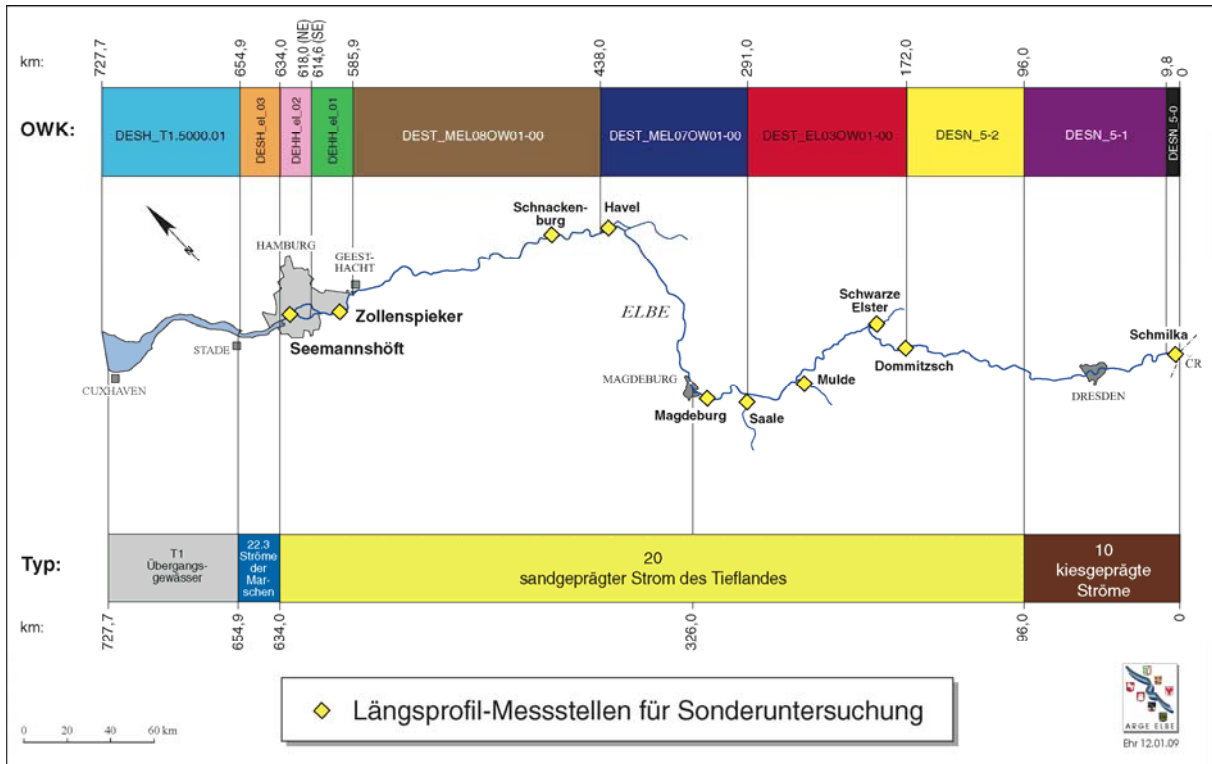 km:
727,7
654,9
634,0
618,0 (NE)
614,6 (SE)
585,9
438,0
291,0
172,0
96,0
9,8
0
OWK:
DESH_T1.5000.01
DESH_el_03
DEHH_el_02
DEHH_el_01
DEST_MEL08OW01-00
DEST_MEL07OW01-00
DEST_EL03OW01-00
DESN_5-2
DESN_5-1
DESN_5-0
N
Schnacken-
burg
Havel
HAMBURG
GEEST-
HACHT
ELBE
Schwarze
Elster
Zollenspieker
Schmilka
Seemannshöft
STADE
Dommitzsch
ČR
CUXHAVEN
MAGDEBURG
Mulde
DRESDEN
Magdeburg
Saale
Typ:
T1
Übergangs-
gewässer
22.3
Ströme
der
Mar-
schen
20
sandgeprägter Strom des Tieflandes
10
kiesgeprägte
Ströme
km:
727,7
654,9
634,0
326,0
96,0
0
Längsprofil-Messstellen für Sonderuntersuchung
0 20 40 60 km
ARGE ELBE
Ehr 12.01.09